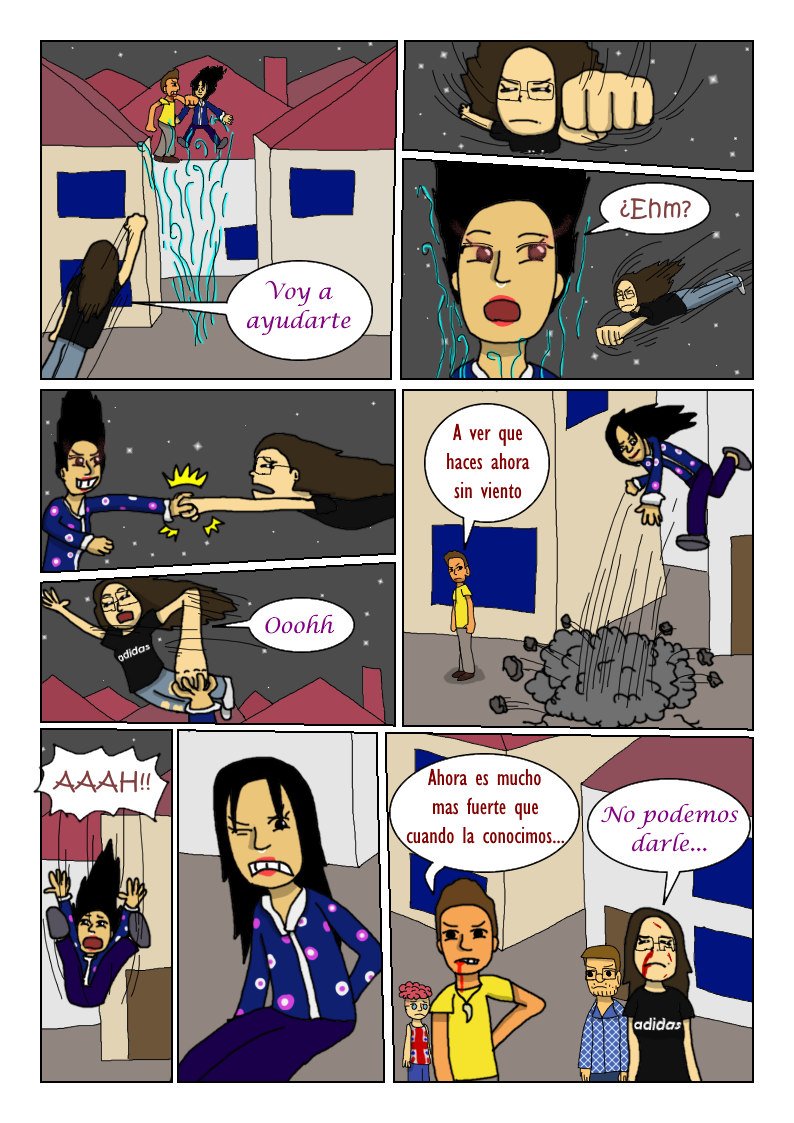 Voy a
ayudarte
¿Ehm?
adidas
Ooohh
A ver que
haces ahora
sin viento
AAAH!!
Ahora es mucho
mas fuerte que
cuando la conocimos...
No podemos
darle...
adidas